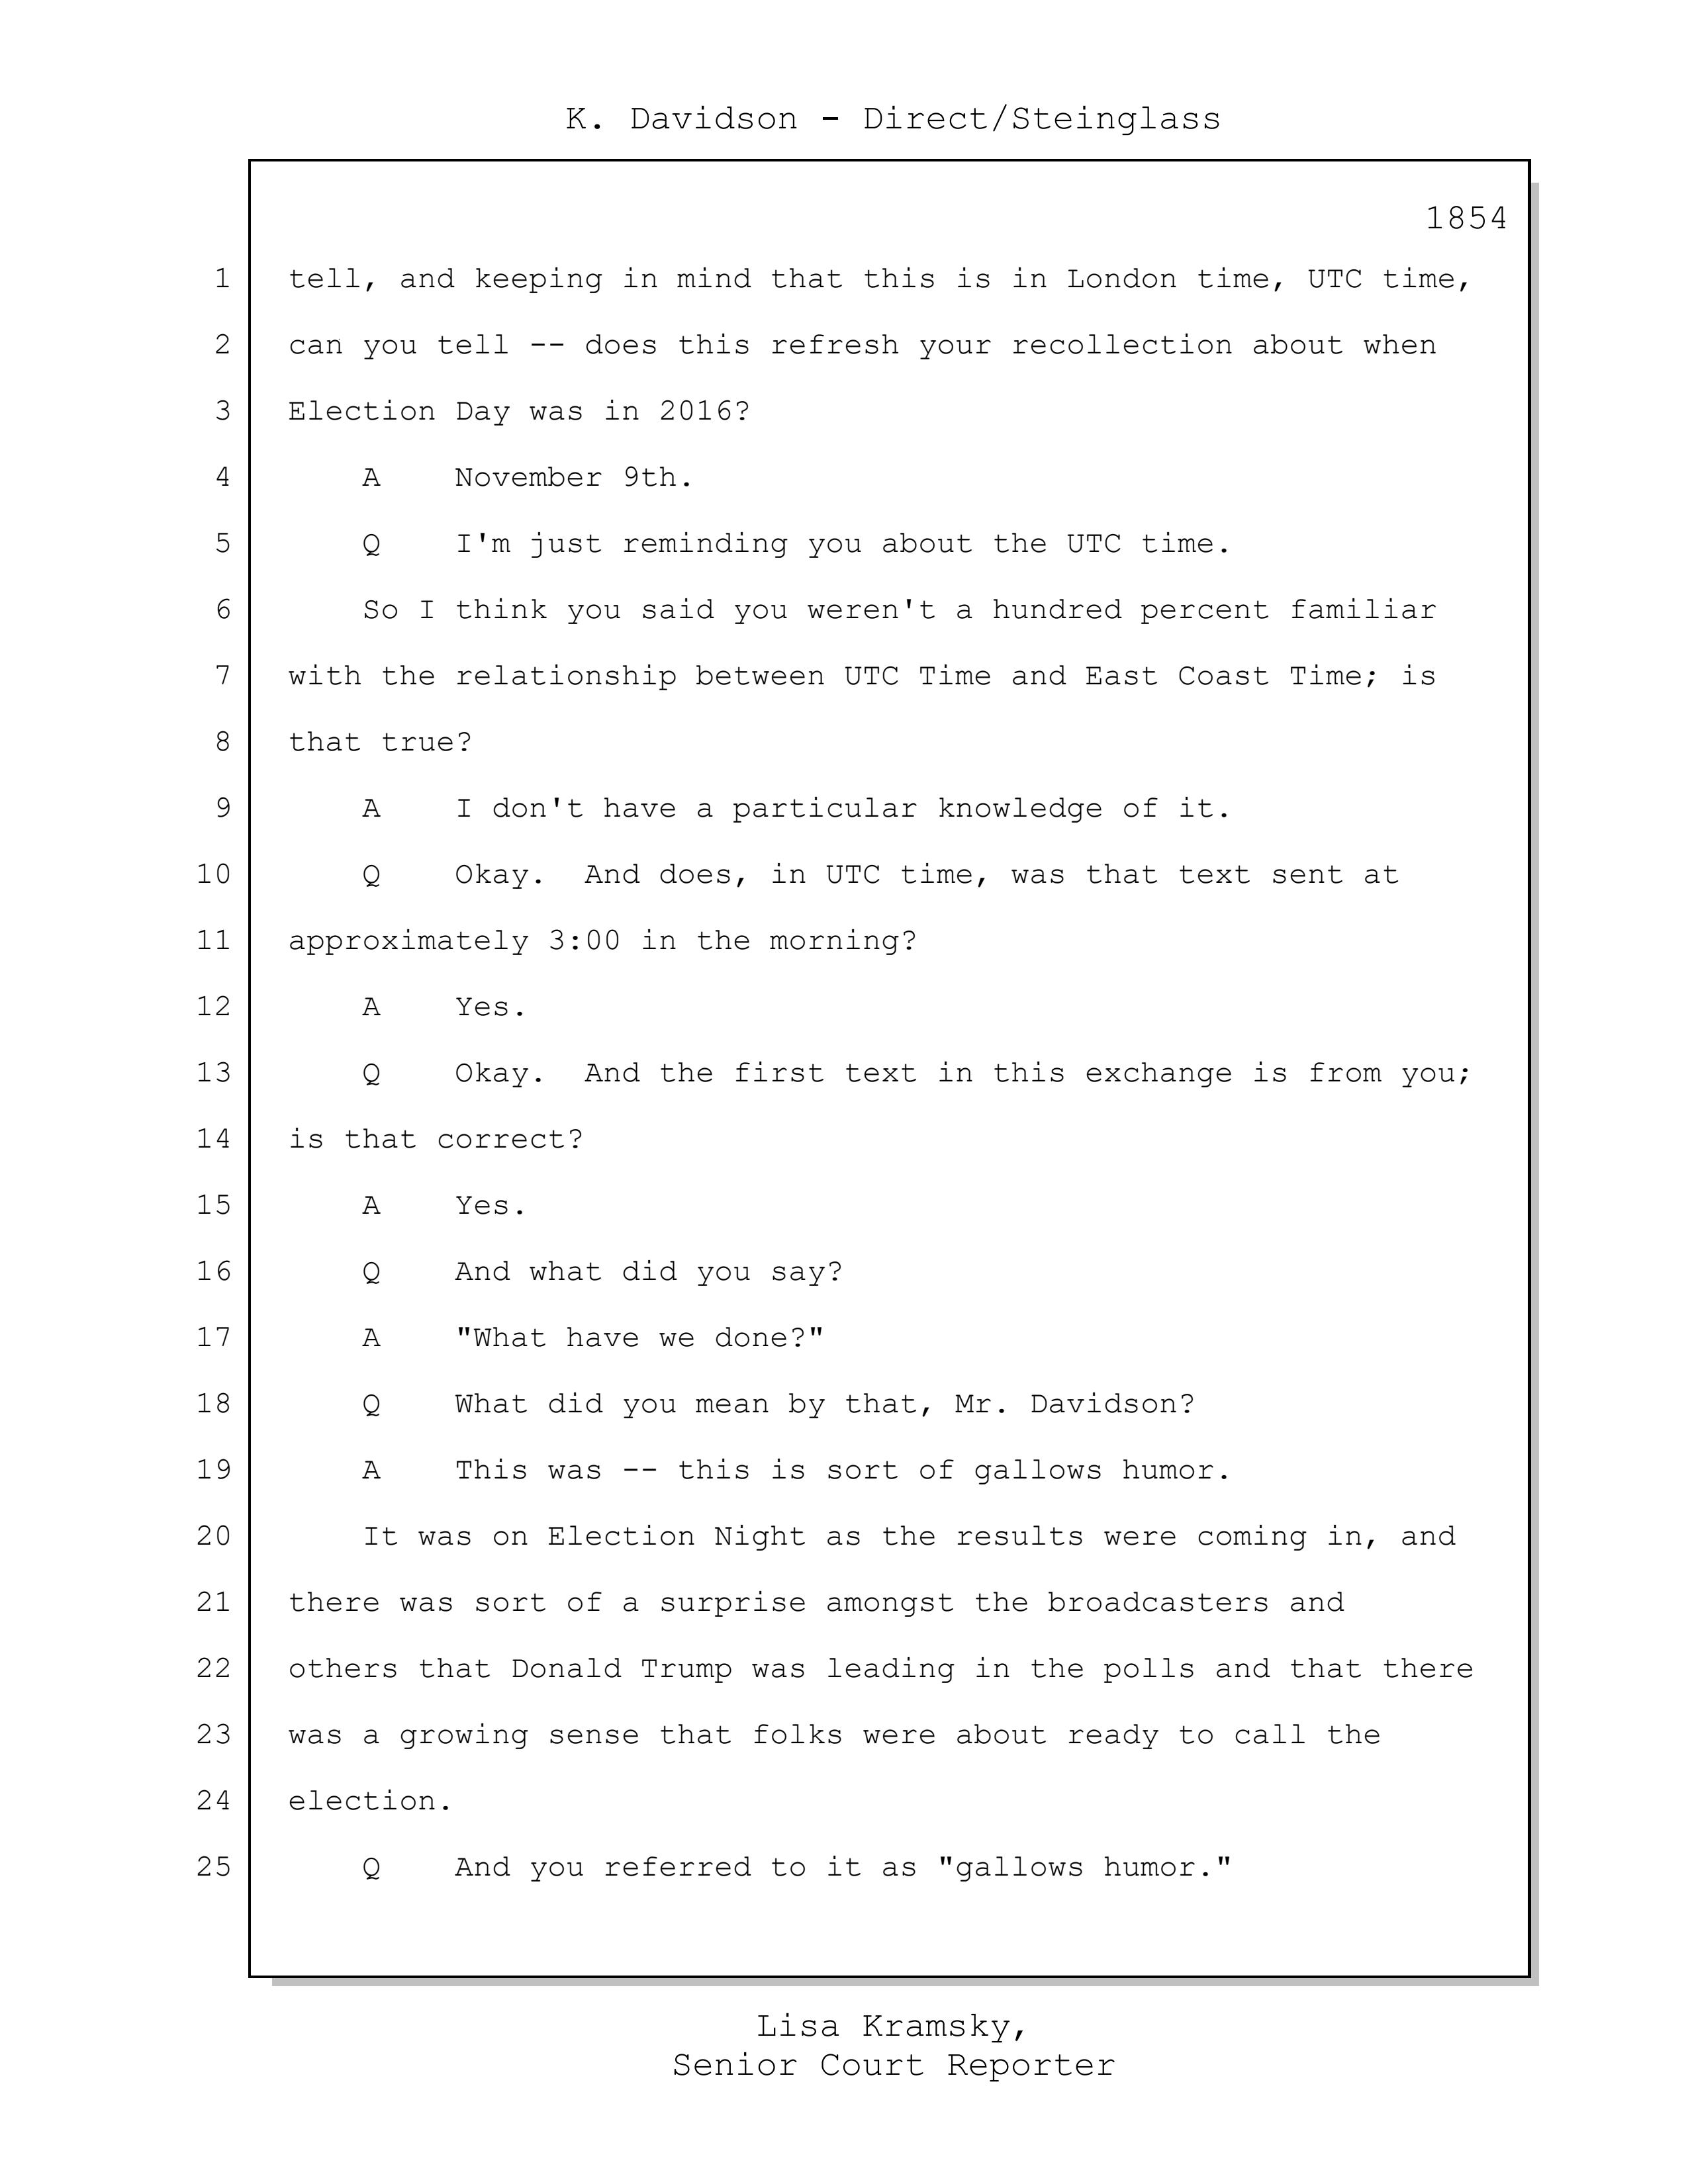 K. Davidson - Direct/Steinglass
1854
1 tell, and keeping in mind that this is in London time, UTC time,
2 can you tell -- does this refresh your recollection about when
3 Election Day was in 2016?
4 A November 9th.
5 Q I'm just reminding you about the UTC time.
6 So I think you said you weren't a hundred percent familiar
7 with the relationship between UTC Time and East Coast Time; is
8 that true?
9 A I don't have a particular knowledge of it.
10 Q Okay. And does, in UTC time, was that text sent at
11 approximately 3:00 in the morning?
12 A Yes.
13 Q Okay. And the first text in this exchange is from you;
14 is that correct?
15 A Yes.
16 Q And what did you say?
17 A "What have we done?"
18 Q What did you mean by that, Mr. Davidson?
19 A This was -- this is sort of gallows humor.
20 It was on Election Night as the results were coming in, and
21 there was sort of a surprise amongst the broadcasters and
22 others that Donald Trump was leading in the polls and that there
23 was a growing sense that folks were about ready to call the
24 election.
25 Q And you referred to it as "gallows humor."
Lisa Kramsky,
Senior Court Reporter